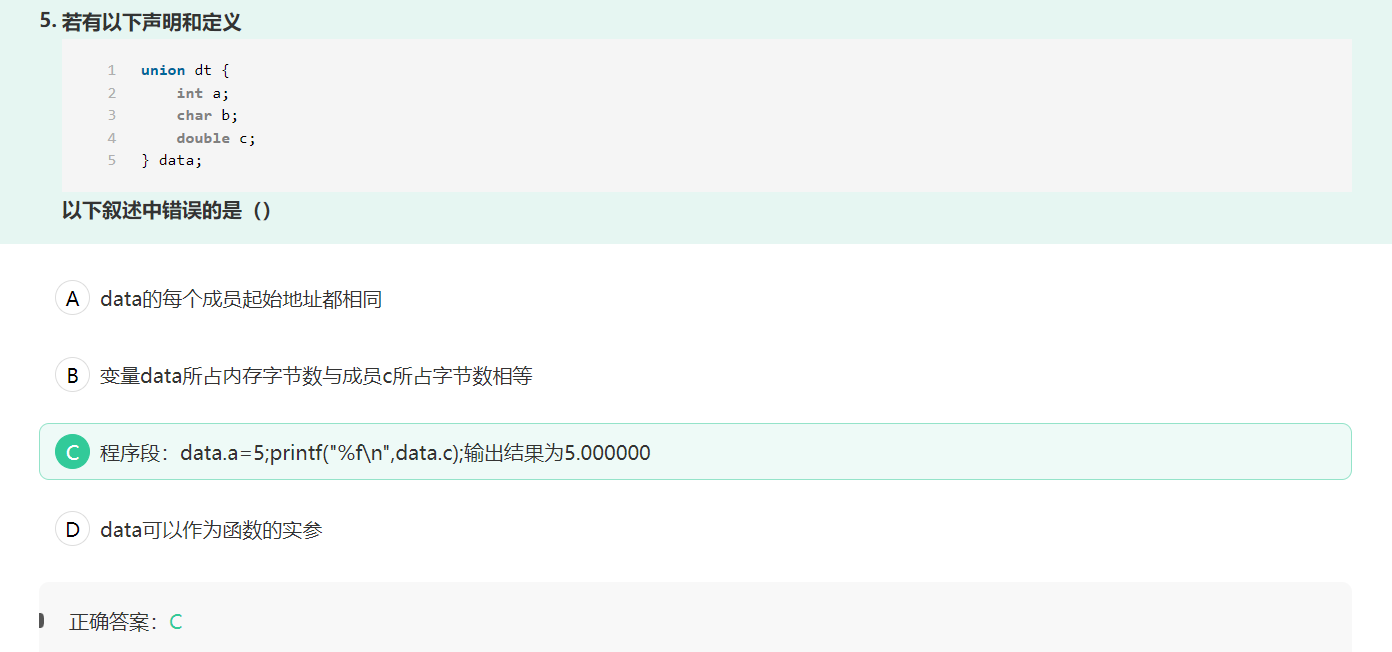 5. 若有以下声明和定义
1 union dt {
2     int a;
3     char b;
4     double c;
5 } data;
以下叙述中错误的是（）
A data的每个成员起始地址都相同
B 变量data所占内存字节数与成员c所占字节数相等
C 程序段：data.a=5;printf("%f\n",data.c);输出结果为5.000000
D data可以作为函数的实参
正确答案：C